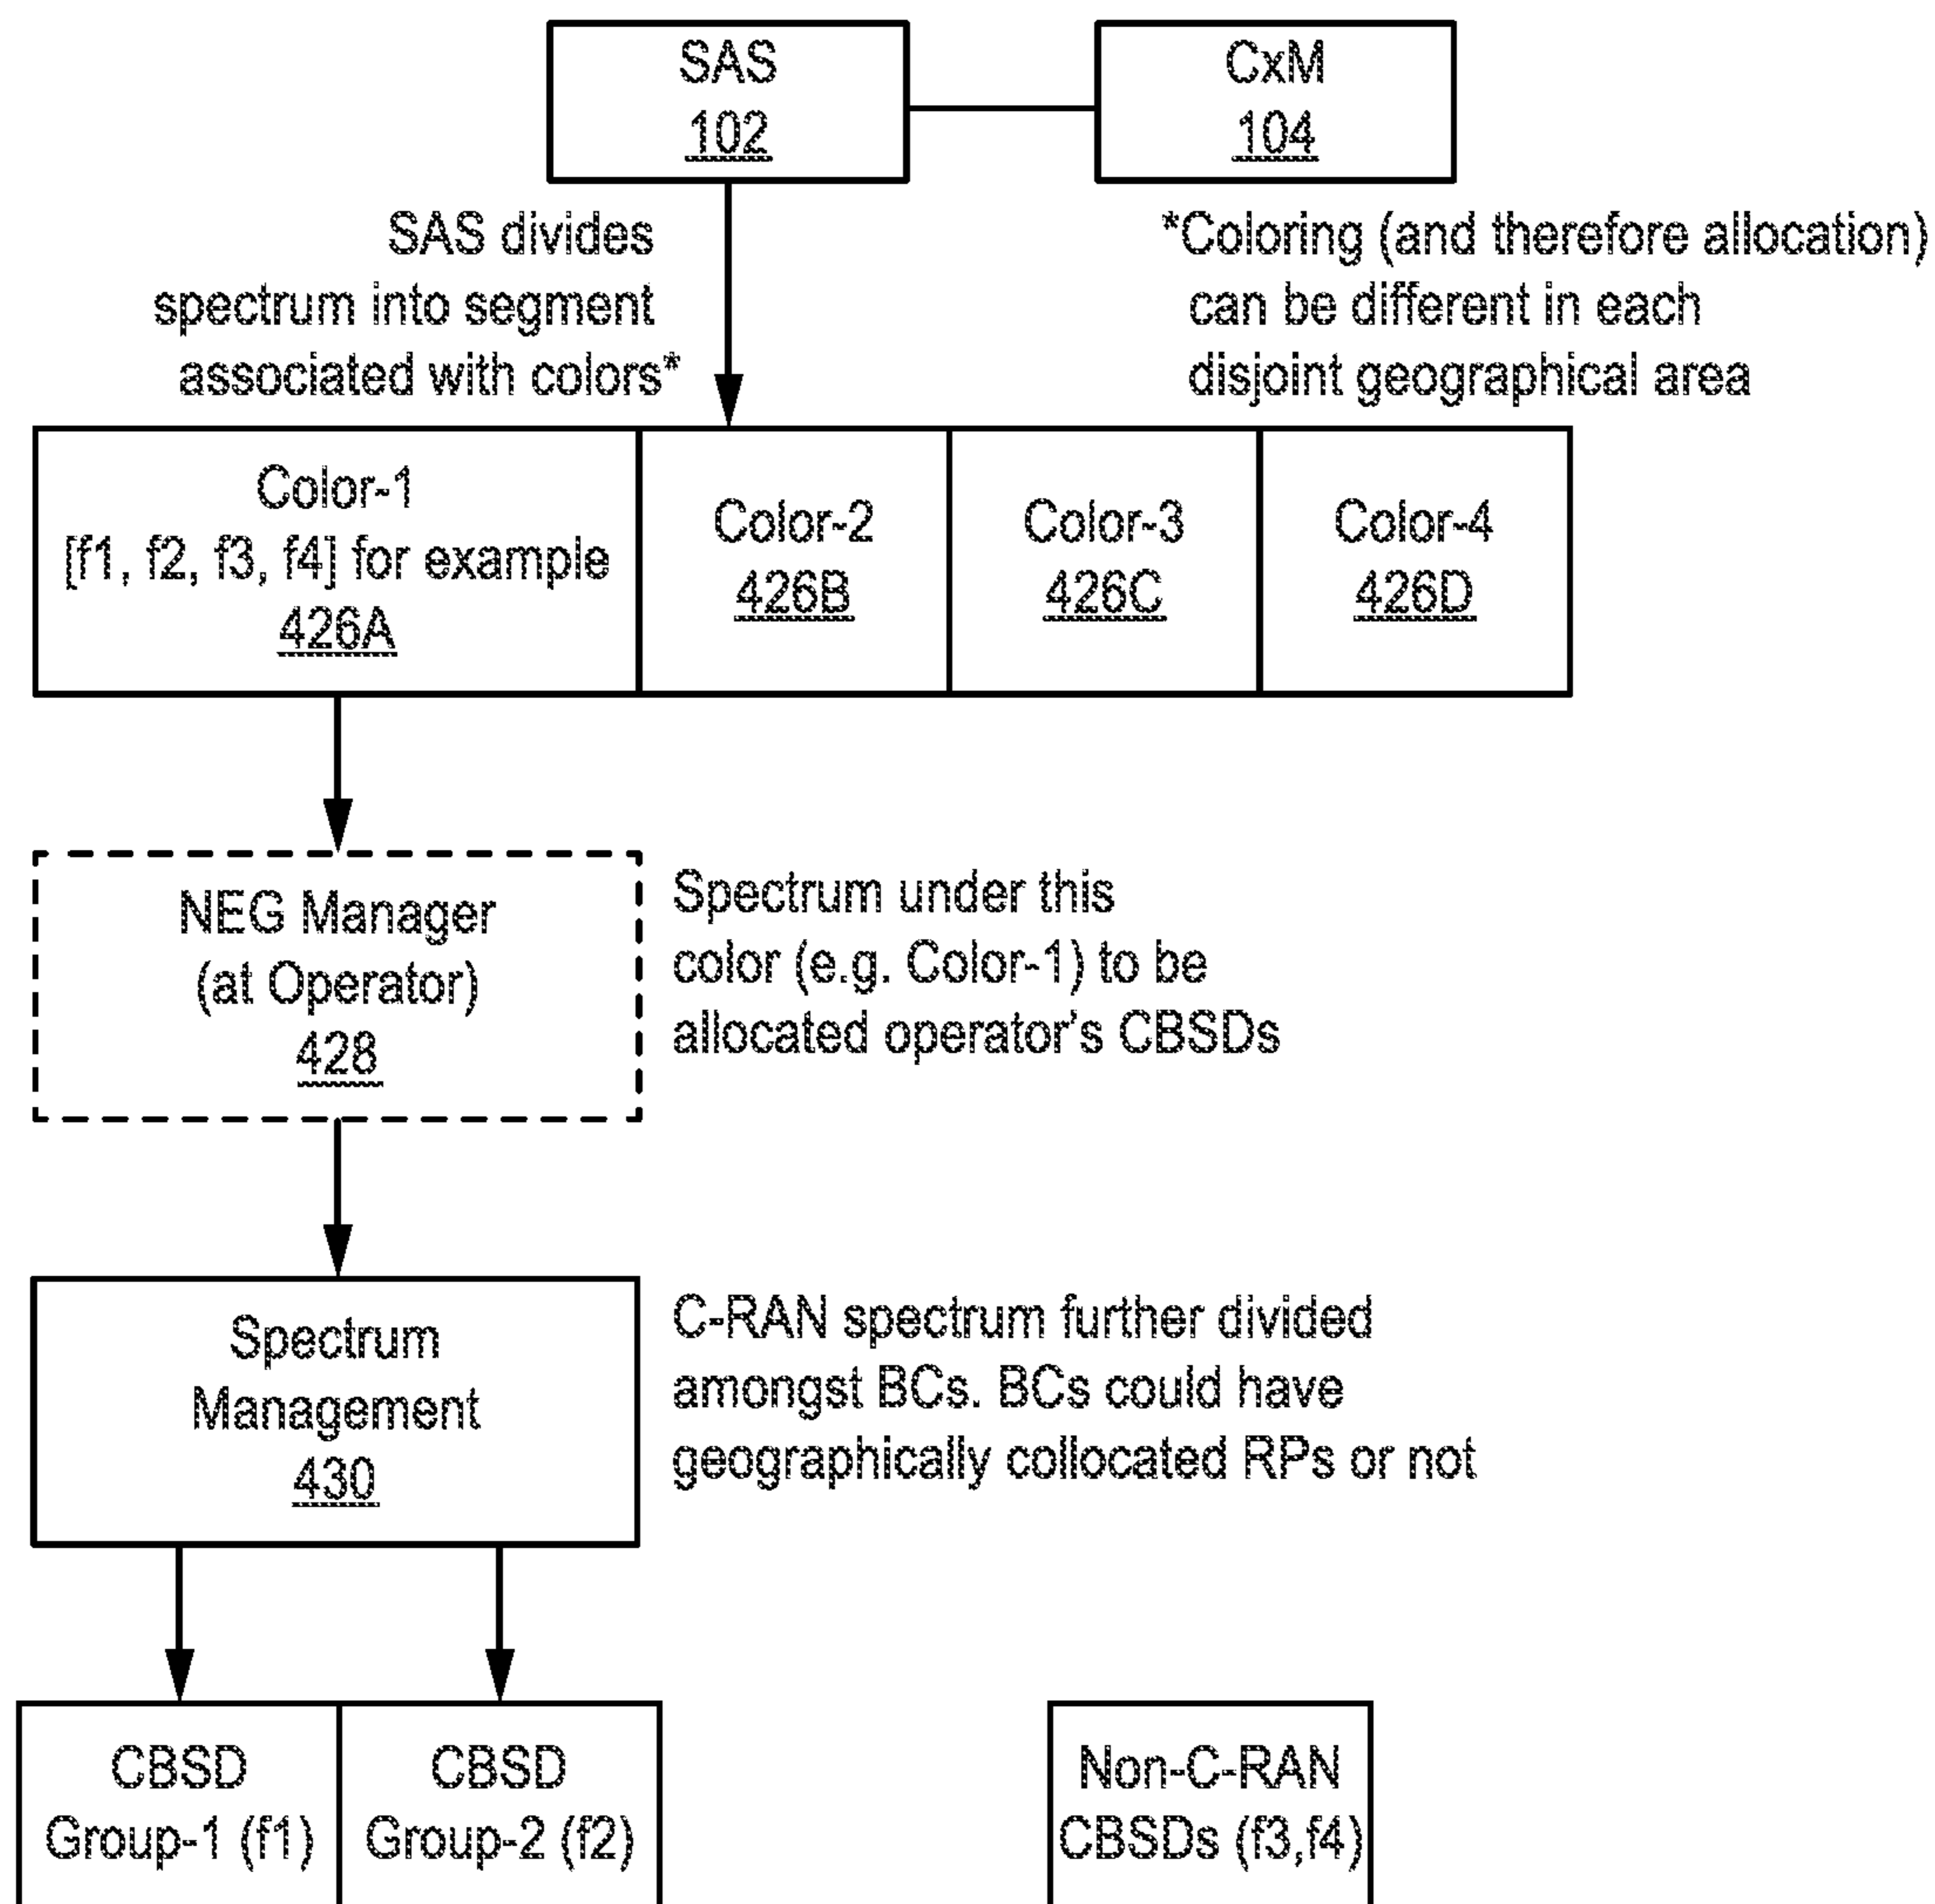 SAS
102
CxM
104
SAS divides
spectrum into segment
associated with colors*
*Coloring (and therefore allocation)
can be different in each
disjoint geographical area
Color-1
[f1, f2, f3, f4] for example
426A
Color-2
426B
Color-3
426C
Color-4
426D
NEG Manager
(at Operator)
428
Spectrum under this
color (e.g. Color-1) to be
allocated operator's CBSDs
Spectrum
Management
430
C-RAN spectrum further divided
amongst BCs. BCs could have
geographically collocated RPs or not
CBSD
Group-1 (f1)
CBSD
Group-2 (f2)
Non-C-RAN
CBSDs (f3,f4)